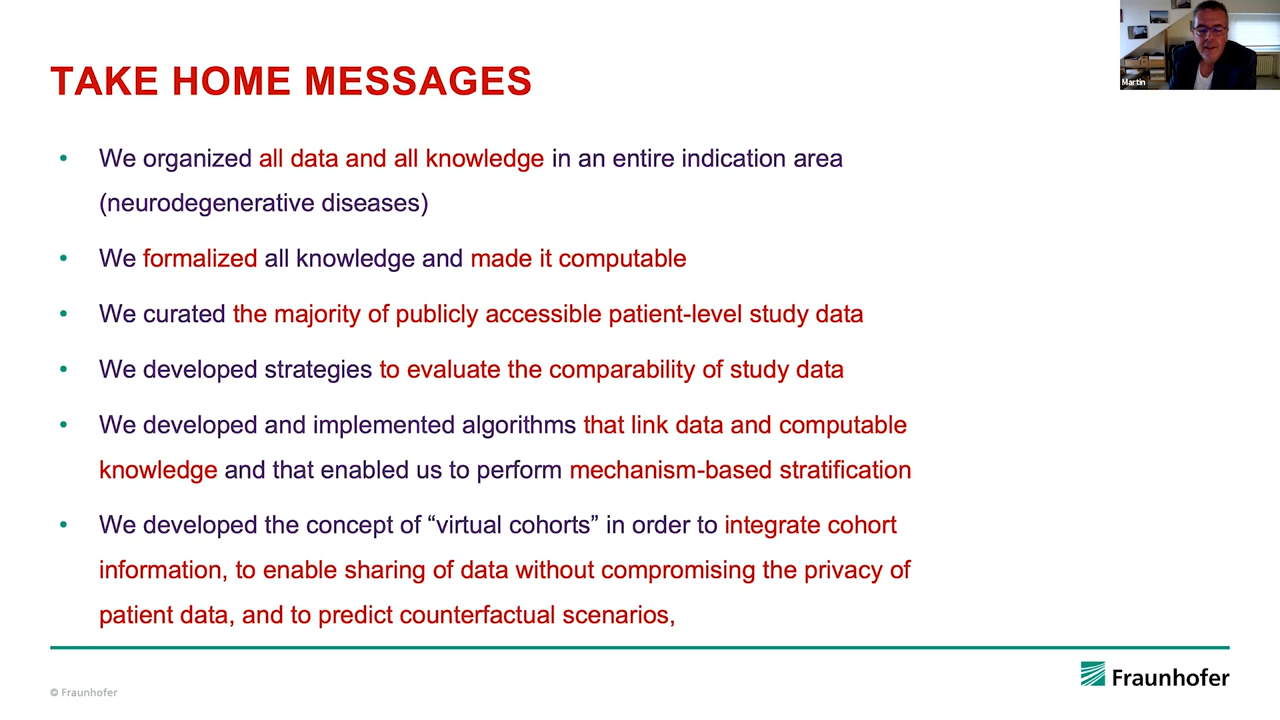 Martin
TAKE HOME MESSAGES
• We organized all data and all knowledge in an entire indication area
(neurodegenerative diseases)
• We formalized all knowledge and made it computable
• We curated the majority of publicly accessible patient-level study data
• We developed strategies to evaluate the comparability of study data
• We developed and implemented algorithms that link data and computable
knowledge and that enabled us to perform mechanism-based stratification
• We developed the concept of “virtual cohorts” in order to integrate cohort
information, to enable sharing of data without compromising the privacy of
patient data, and to predict counterfactual scenarios,
© Fraunhofer
Fraunhofer